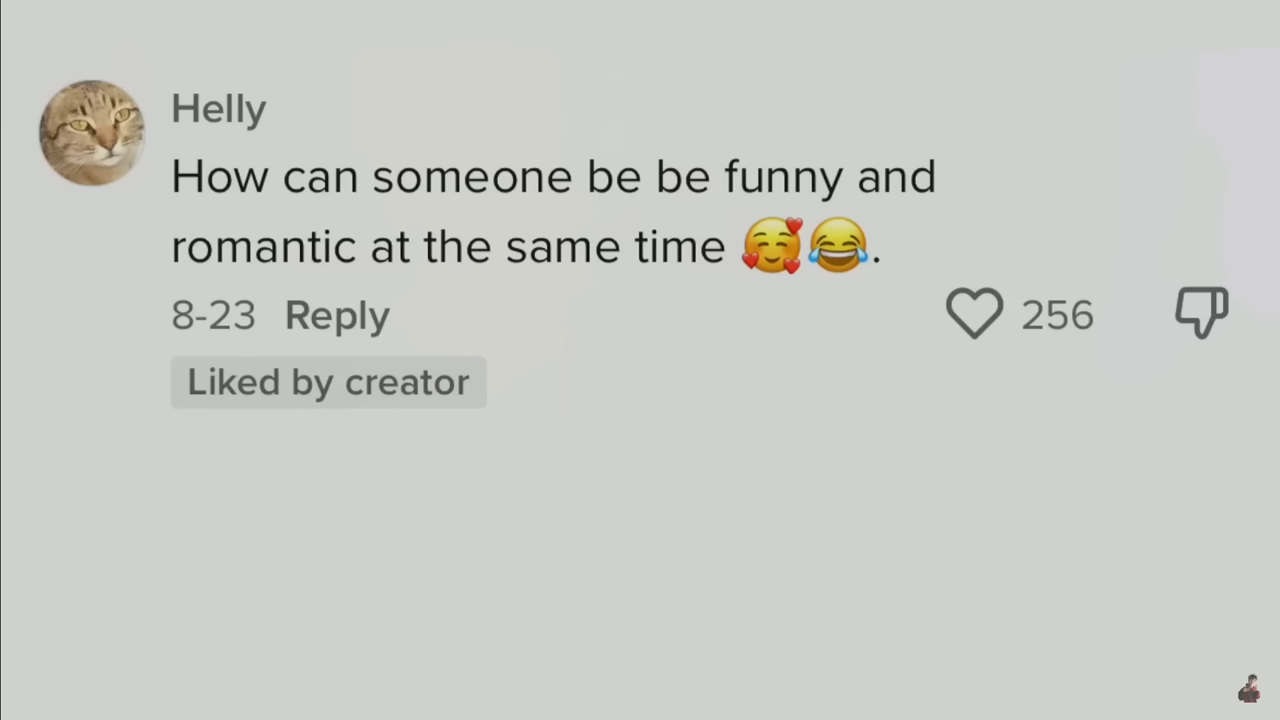 Helly
How can someone be be funny and
romantic at the same time 🥰😂.
8-23 Reply 256
Liked by creator